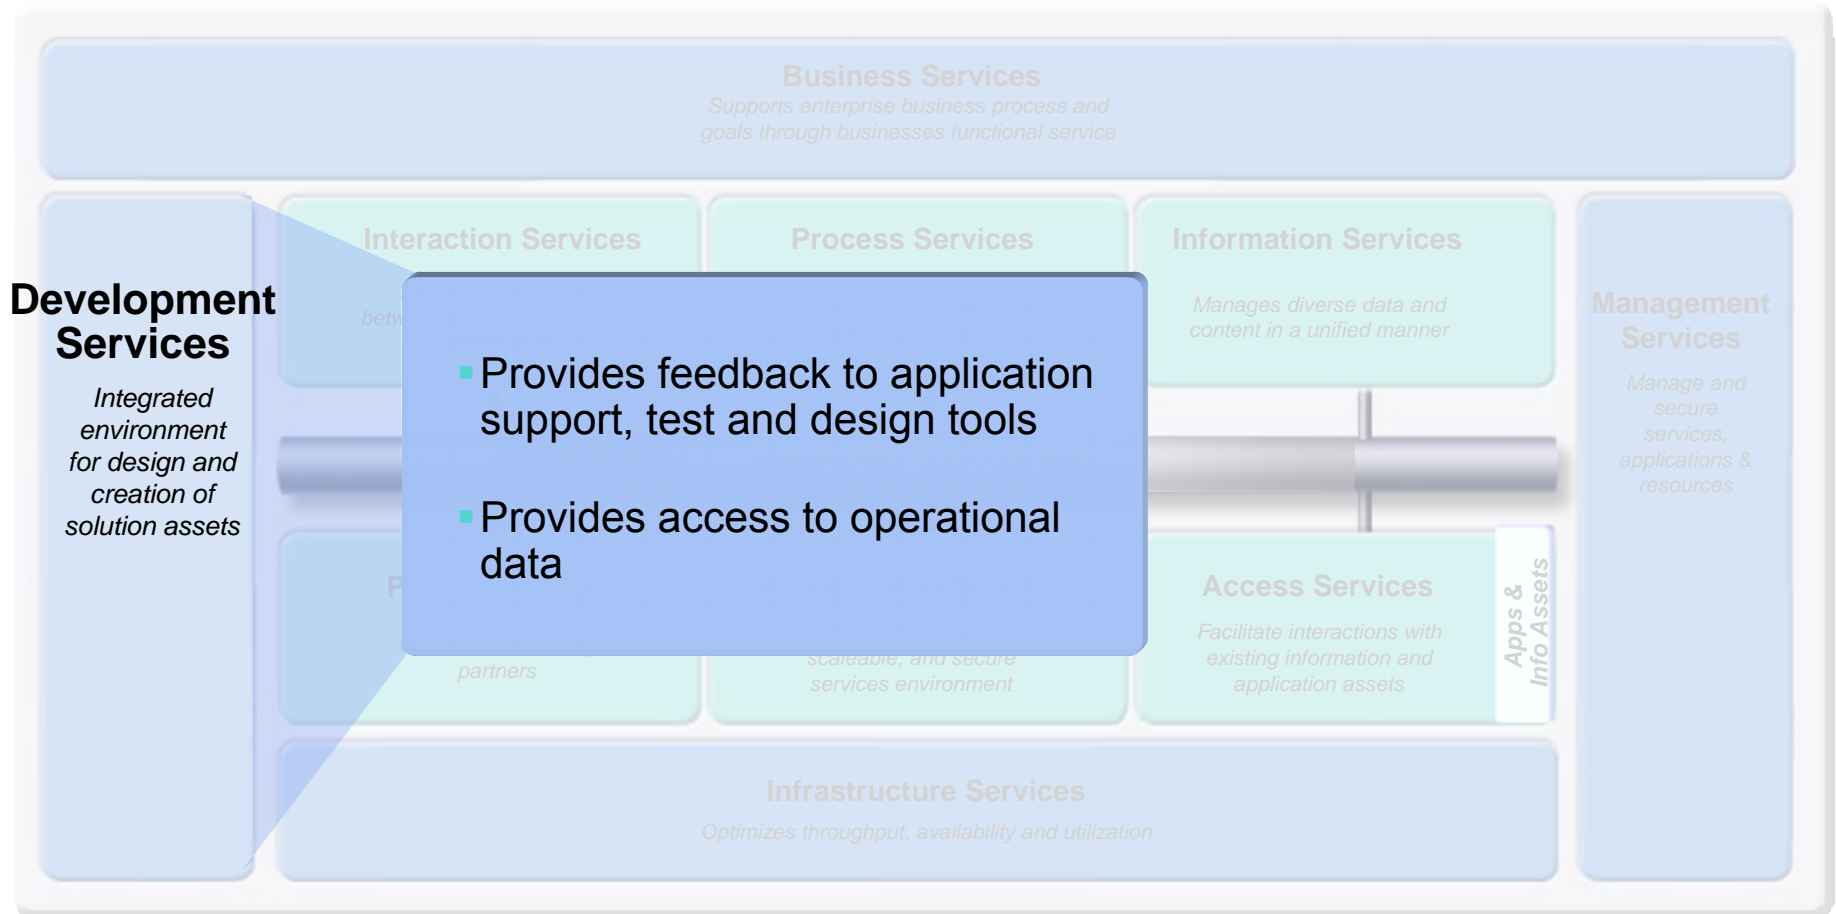 Business Services
Supports enterprise business process and
goals through businesses functional service
Development
Services
Integrated
environment
for design and
creation of
solution assets
Interaction Services
Process Services
Information Services
Manages diverse data and
content in a unified manner
Management
Services
Manage and
secure
services,
applications &
resources
Provides feedback to application
support, test and design tools
Provides access to operational
data
partners
scaleable, and secure
services environment
Access Services
Facilitate interactions with
existing information and
application assets
Apps &
Info Assets
Infrastructure Services
Optimizes throughput, availability and utilization